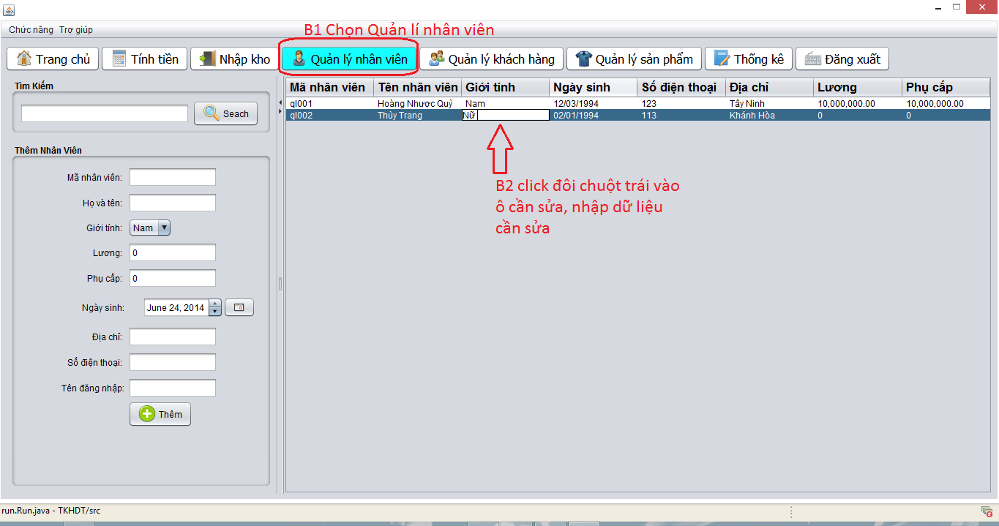 Chức năng Trợ giúp
B1 Chọn Quản lí nhân viên
Trang chủ Tính tiền Nhập kho Quản lý nhân viên Quản lý khách hàng Quản lý sản phẩm Thống kê Đăng xuất
Tìm Kiếm
Seach
Thêm Nhân Viên
Mã nhân viên:
Họ và tên:
Giới tính: Nam
Lương: 0
Phụ cấp: 0
Ngày sinh: June 24, 2014
Địa chỉ:
Số điện thoại:
Tên đăng nhập:
Thêm
Mã nhân viên Tên nhân viên Giới tính Ngày sinh Số điện thoại Địa chỉ Lương Phụ cấp
ql001 Hoàng Nhược Quỷ Nam 12/03/1994 123 Tây Ninh 10,000,000.00 10,000,000.00
ql002 Thùy Trang Nữ 02/01/1994 113 Khánh Hòa 0 0
B2 click đôi chuột trái vào
ô cần sửa, nhập dữ liệu
cần sửa
run.Run.java - TKHDT/src